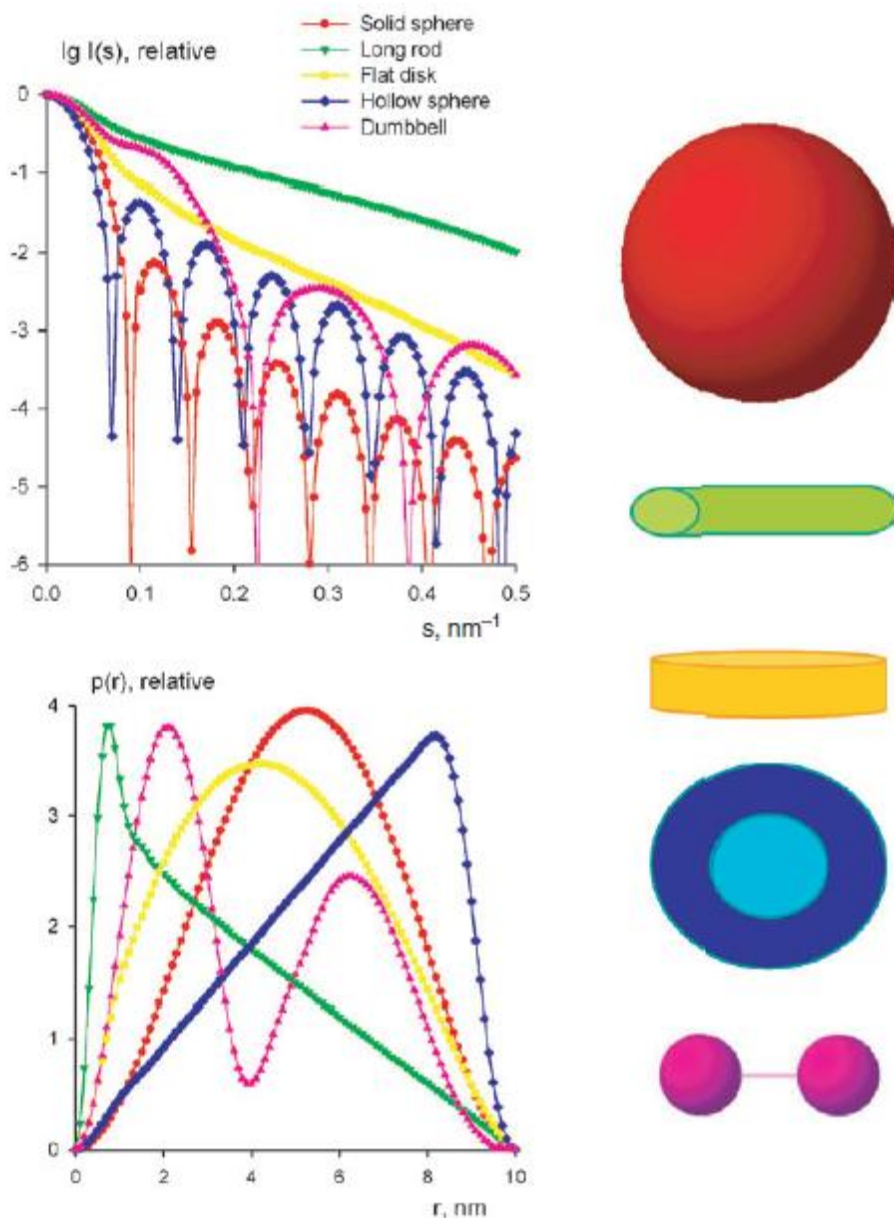 lg I(s), relative
Solid sphere
Long rod
Flat disk
Hollow sphere
Dumbbell
0
-1
-2
-3
-4
-5
-6
0.0 0.1 0.2 0.3 0.4 0.5
s, nm⁻¹
p(r), relative
4
3
2
1
0
0 2 4 6 8 10
r, nm